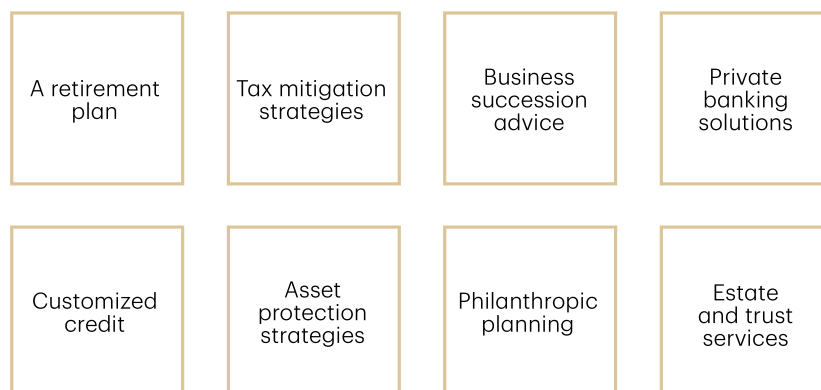 A retirement
plan
Tax mitigation
strategies
Business
succession
advice
Private
banking
solutions
Customized
credit
Asset
protection
strategies
Philanthropic
planning
Estate
and trust
services